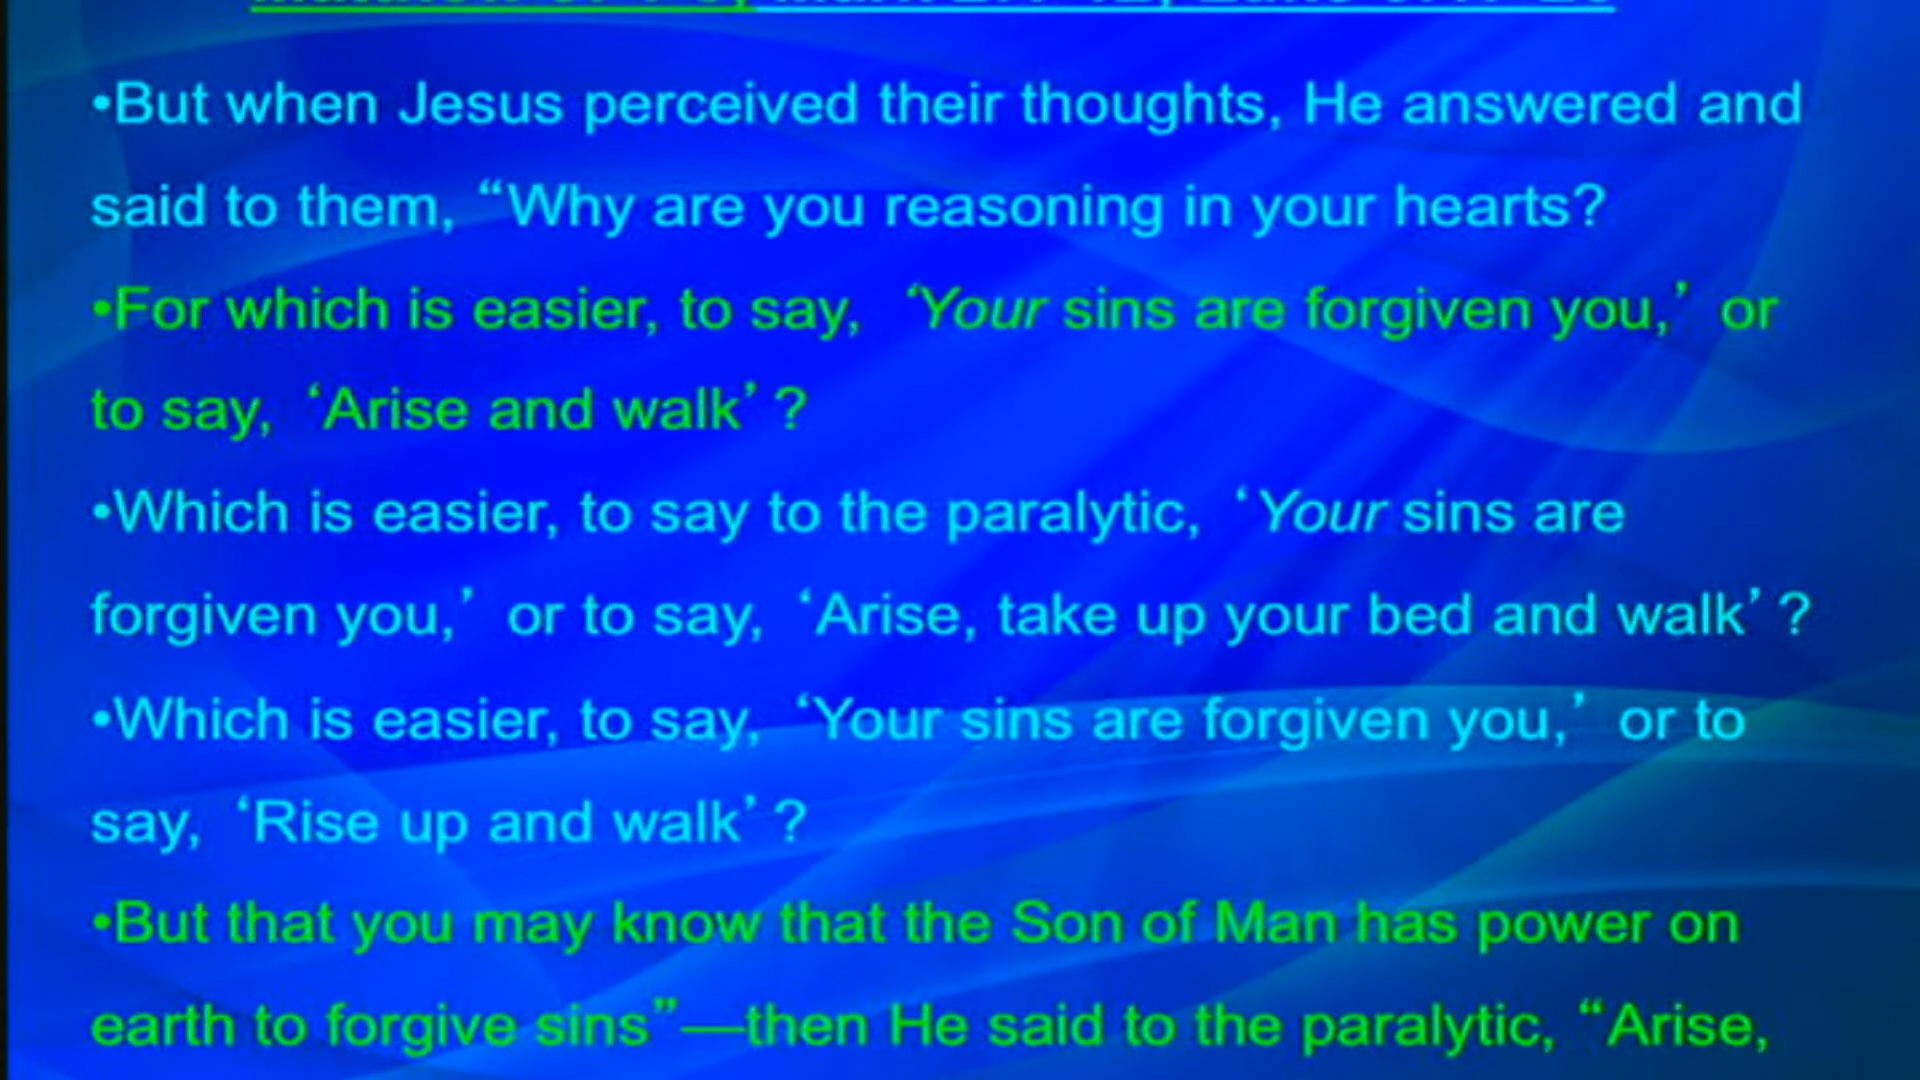 •But when Jesus perceived their thoughts, He answered and
said to them, “Why are you reasoning in your hearts?
•For which is easier, to say, ‘Your sins are forgiven you,’ or
to say, ‘Arise and walk’ ?
•Which is easier, to say to the paralytic, ‘Your sins are
forgiven you,’ or to say, ‘Arise, take up your bed and walk’ ?
•Which is easier, to say, ‘Your sins are forgiven you,’ or to
say, ‘Rise up and walk’ ?
•But that you may know that the Son of Man has power on
earth to forgive sins”—then He said to the paralytic, “Arise,